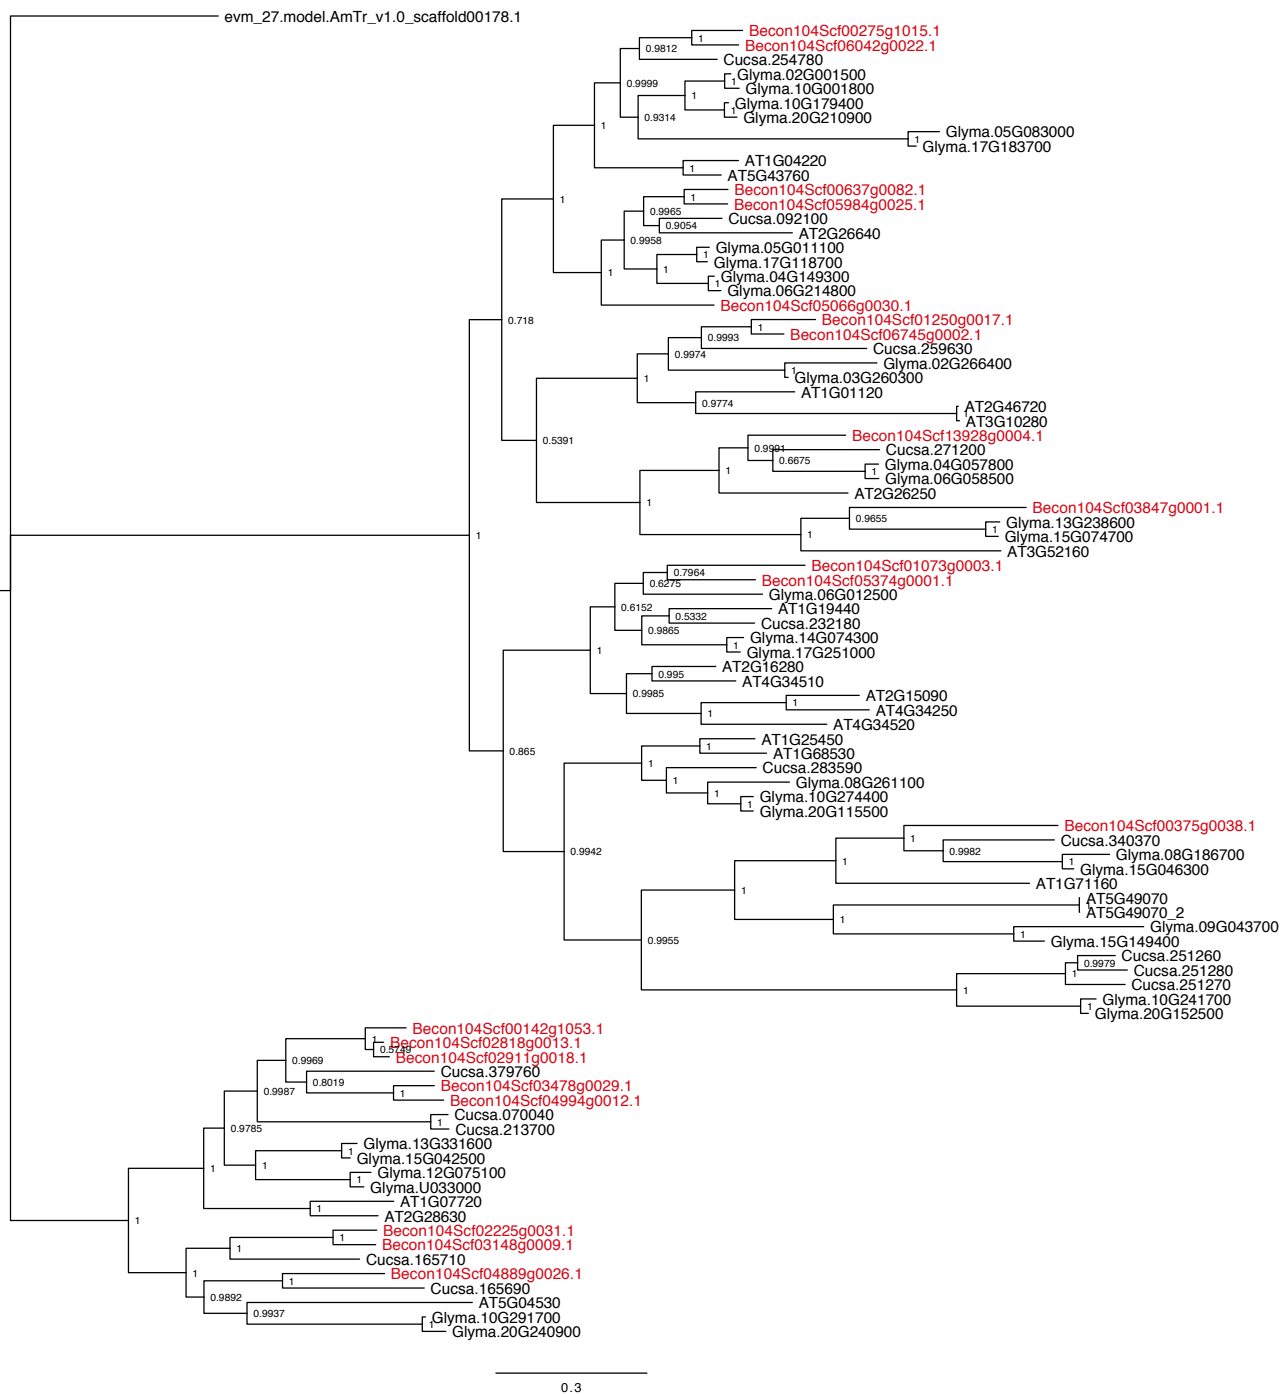 evm_27.model.AmTr_v1.0_scaffold00178.1
Becon104Scf00275g1015.1
1
Becon104Scf06042g0022.1
0.9812
Cucsa.254780
Glyma.02G001500
1
0.9999
Glyma.10G001800
1
Glyma.10G179400
1
0.9314
Glyma.20G210900
1
Glyma.05G083000
1
Glyma.17G183700
AT1G04220
1
AT5G43760
Becon104Scf00637g0082.1
1
1
Becon104Scf05984g0025.1
0.9965
Cucsa.092100
0.9054
AT2G26640
0.9958
Glyma.05G011100
1
Glyma.17G118700
1
1
Glyma.04G149300
1
Glyma.06G214800
Becon104Scf05066g0030.1
0.718
Becon104Scf01250g0017.1
1
Becon104Scf06745g0002.1
0.9993
Cucsa.259630
0.9974
Glyma.02G266400
1
Glyma.03G260300
1
AT1G01120
0.9774
AT2G46720
1
AT3G10280
Becon104Scf13928g0004.1
0.5391
0.9991
Cucsa.271200
0.6675
Glyma.04G057800
1
1
Glyma.06G058500
AT2G26250
1
Becon104Scf03847g0001.1
0.9655
Glyma.13G238600
1
1
Glyma.15G074700
1
AT3G52160
Becon104Scf01073g0003.1
0.7964
Becon104Scf05374g0001.1
0.6275
Glyma.06G012500
0.6152
AT1G19440
0.5332
Cucsa.232180
0.9865
Glyma.14G074300
1
1
Glyma.17G251000
AT2G16280
0.995
AT4G34510
0.9985
AT2G15090
1
AT4G34250
1
AT4G34520
AT1G25450
1
0.865
AT1G68530
1
Cucsa.283590
1
Glyma.08G261100
1
Glyma.10G274400
1
Glyma.20G115500
Becon104Scf00375g0038.1
1
Cucsa.340370
0.9942
0.9982
Glyma.08G186700
1
1
Glyma.15G046300
AT1G71160
1
AT5G49070
AT5G49070_2
1
Glyma.09G043700
1
0.9955
Glyma.15G149400
Cucsa.251260
0.9979
1
Cucsa.251280
Cucsa.251270
1
Glyma.10G241700
1
Glyma.20G152500
Becon104Scf00142g1053.1
1
Becon104Scf02818g0013.1
0.5749
Becon104Scf02911g0018.1
0.9969
Cucsa.379760
0.8019
Becon104Scf03478g0029.1
1
0.9987
Becon104Scf04994g0012.1
Cucsa.070040
1
0.9785
Cucsa.213700
Glyma.13G331600
1
Glyma.15G042500
1
1
Glyma.12G075100
1
Glyma.U033000
AT1G07720
1
AT2G28630
1
Becon104Scf02225g0031.1
1
Becon104Scf03148g0009.1
1
Cucsa.165710
1
Becon104Scf04889g0026.1
1
Cucsa.165690
0.9892
AT5G04530
0.9937
Glyma.10G291700
1
Glyma.20G240900
0.3